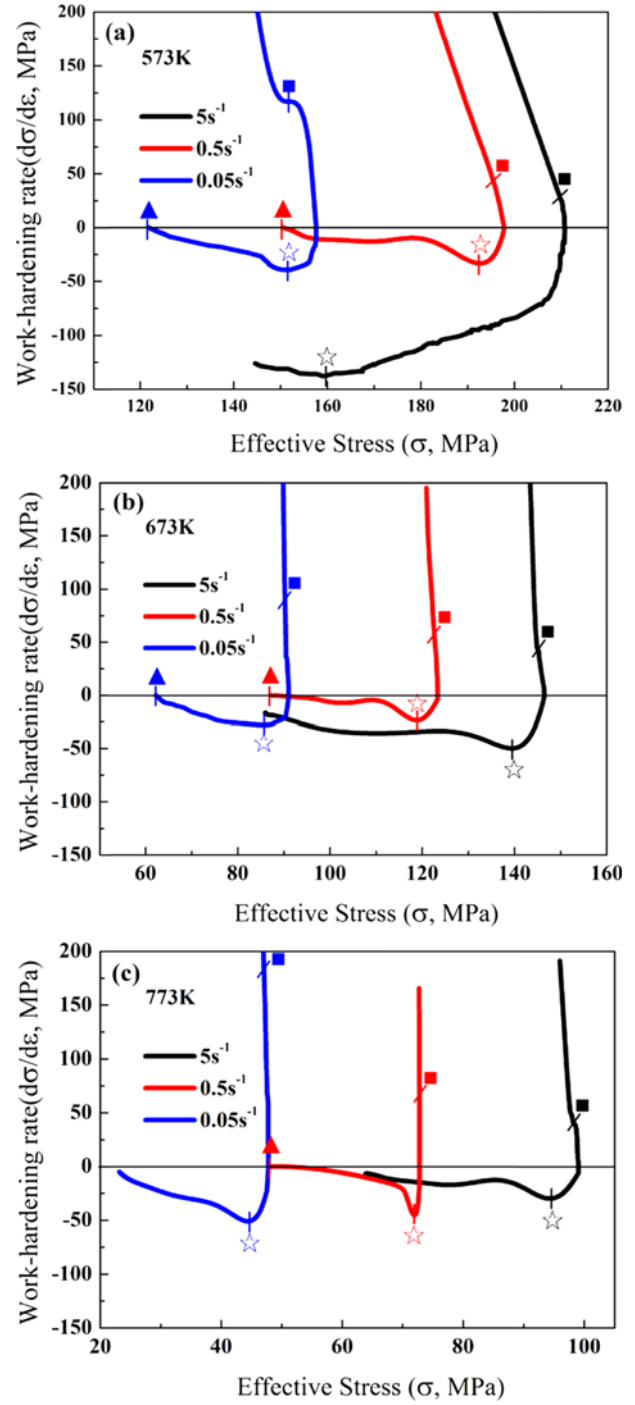 (a)
573K
5s⁻¹
0.5s⁻¹
0.05s⁻¹
Work-hardening rate(dσ/dε, MPa)
200
150
100
50
0
-50
-100
-150
120 140 160 180 200 220
Effective Stress (σ, MPa)
(b)
673K
5s⁻¹
0.5s⁻¹
0.05s⁻¹
Work-hardening rate(dσ/dε, MPa)
200
150
100
50
0
-50
-100
-150
60 80 100 120 140 160
Effective Stress (σ, MPa)
(c)
773K
5s⁻¹
0.5s⁻¹
0.05s⁻¹
Work-hardening rate(dσ/dε, MPa)
200
150
100
50
0
-50
-100
-150
20 40 60 80 100
Effective Stress (σ, MPa)